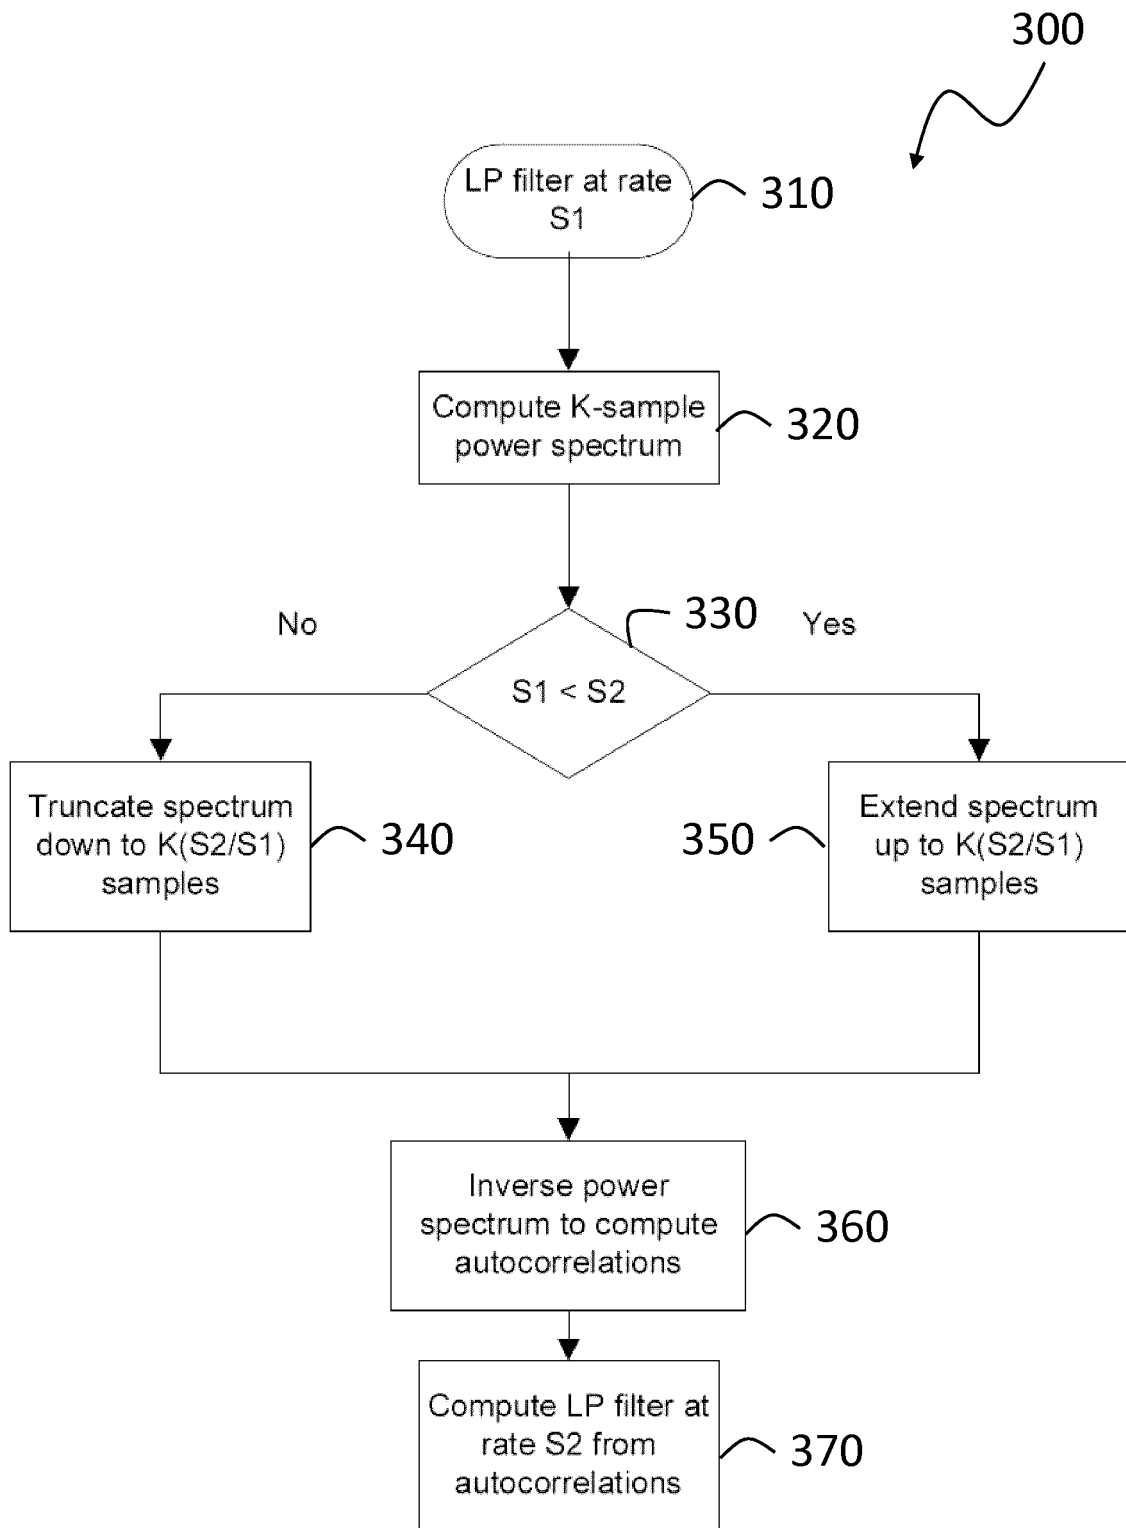 300
LP filter at rate
S1
310
Compute K-sample
power spectrum
320
330
No
Yes
S1 < S2
Truncate spectrum
down to K(S2/S1)
samples
340
350
Extend spectrum
up to K(S2/S1)
samples
Inverse power
spectrum to compute
autocorrelations
360
Compute LP filter at
rate S2 from
autocorrelations
370